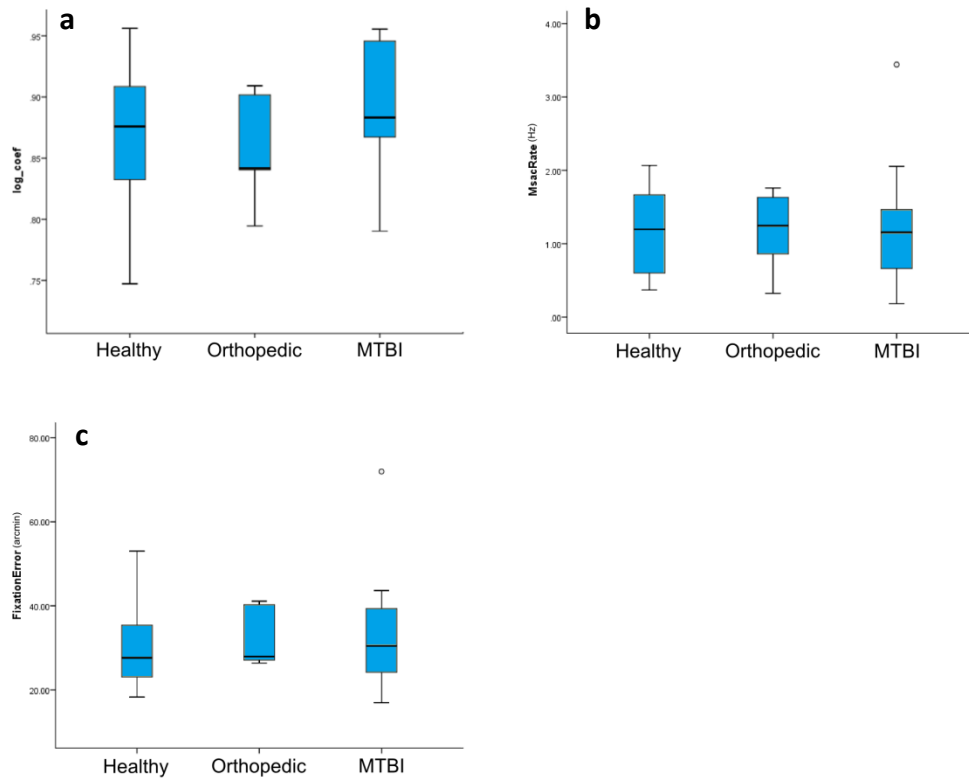 a
.95
.90
.85
.80
.75
log_coef
Healthy Orthopedic MTBI
b
4.00
3.00
2.00
1.00
.00
MsacRate (Hz)
Healthy Orthopedic MTBI
c
80.00
60.00
40.00
20.00
FixationError (arcmin)
Healthy Orthopedic MTBI